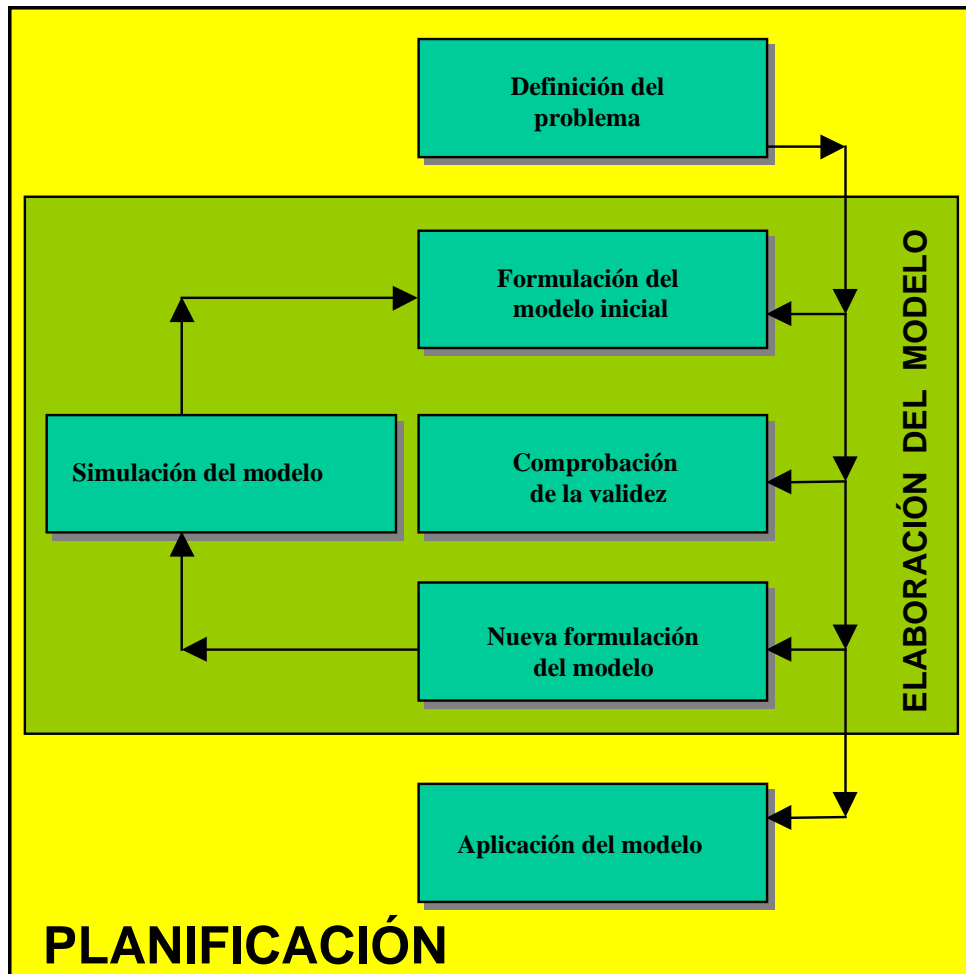 Definición del
problema
Formulación del
modelo inicial
Simulación del modelo
Comprobación
de la validez
Nueva formulación
del modelo
ELABORACIÓN DEL MODELO
Aplicación del modelo
PLANIFICACIÓN